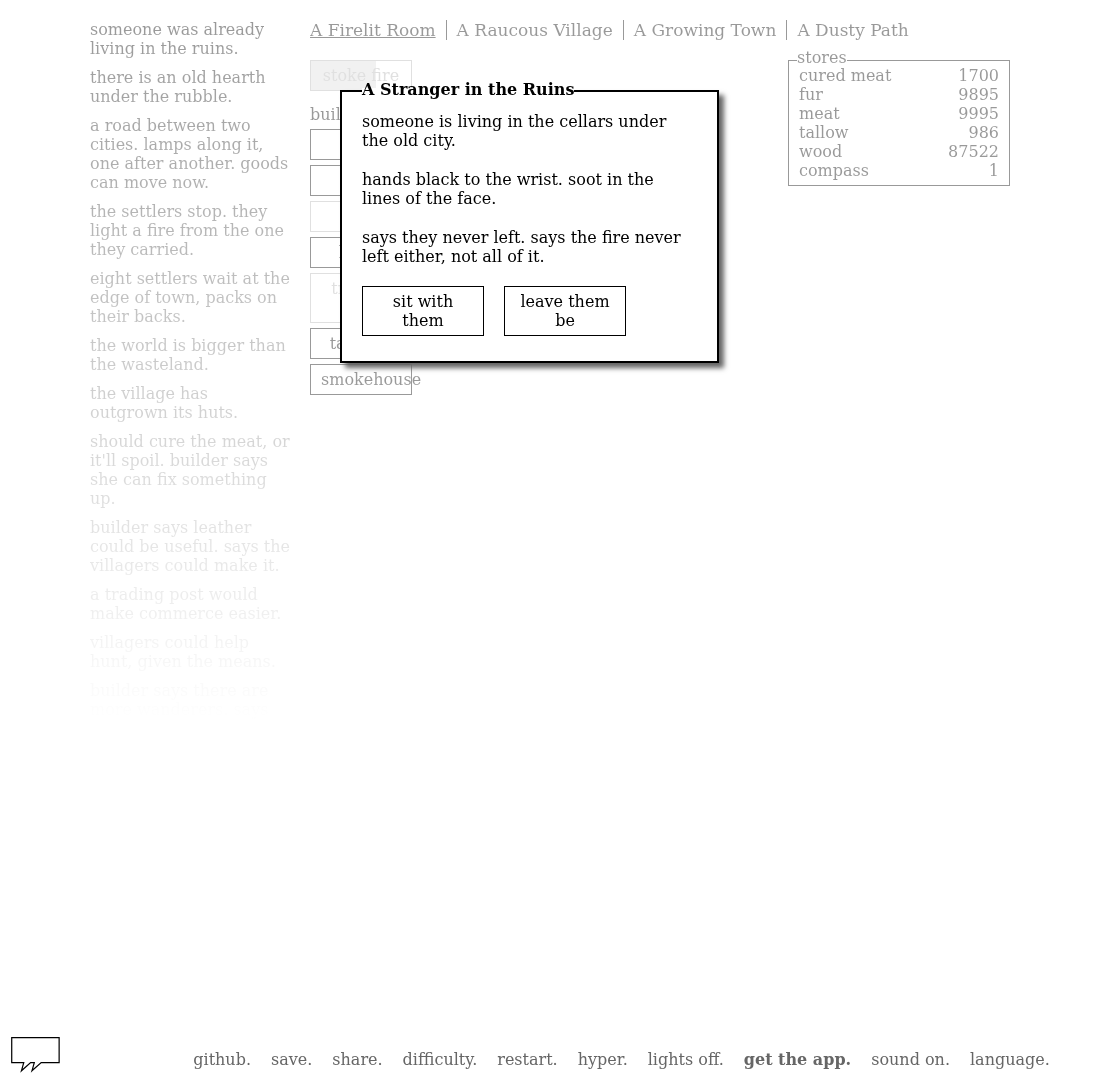 someone was already
living in the ruins.
there is an old hearth
under the rubble.
a road between two
cities. lamps along it,
one after another. goods
can move now.
the settlers stop. they
light a fire from the one
they carried.
eight settlers wait at the
edge of town, packs on
their backs.
the world is bigger than
the wasteland.
the village has
outgrown its huts.
should cure the meat, or
it'll spoil. builder says
she can fix something
up.
builder says leather
could be useful. says the
villagers could make it.
a trading post would
make commerce easier.
villagers could help
hunt, given the means.
builder says there are
A Firelit Room
A Raucous Village
A Growing Town
A Dusty Path
stoke fire
smokehouse
A Stranger in the Ruins
someone is living in the cellars under
the old city.
hands black to the wrist. soot in the
lines of the face.
says they never left. says the fire never
left either, not all of it.
sit with
them
leave them
be
stores
cured meat 1700
fur 9895
meat 9995
tallow 986
wood 87522
compass 1
github. save. share. difficulty. restart. hyper. lights off. get the app. sound on. language.